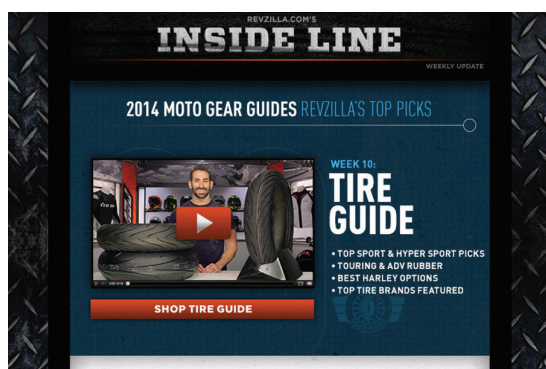 REVZILLA.COM'S
INSIDE LINE
WEEKLY UPDATE
2014 MOTO GEAR GUIDES REVZILLA'S TOP PICKS
WEEK 10:
TIRE
GUIDE
• TOP SPORT & HYPER SPORT PICKS
• TOURING & ADV RUBBER
• BEST HARLEY OPTIONS
• TOP TIRE BRANDS FEATURED
SHOP TIRE GUIDE